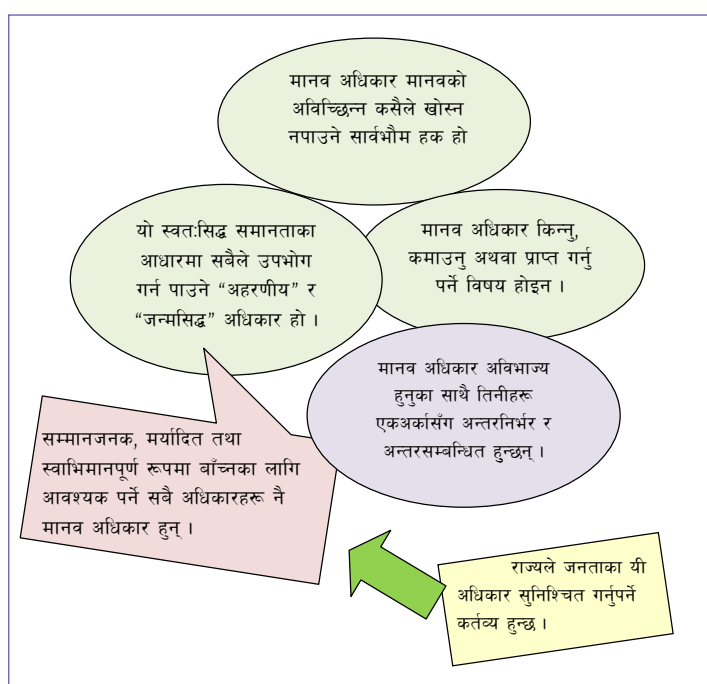 मानव अधिकार मानवको
अविच्छिन्न कसैले खोस्न
नपाउने सार्वभौम हक हो
यो स्वत:सिद्ध समानताका
आधारमा सबैले उपभोग
गर्न पाउने “अहरणीय” र
“जन्मसिद्ध” अधिकार हो ।
मानव अधिकार किन्नु,
कमाउनु अथवा प्राप्त गर्नु
पर्ने विषय होइन ।
मानव अधिकार अविभाज्य
हुनुका साथै तिनीहरू
एकअर्कासँग अन्तरनिर्भर र
अन्तरसम्बन्धित हुन्छन् ।
सम्मानजनक, मर्यादित तथा
स्वाभिमानपूर्ण रूपमा बाँच्नका लागि
आवश्यक पर्ने सबै अधिकारहरू नै
मानव अधिकार हुन् ।
राज्यले जनताका यी
अधिकार सुनिश्चित गर्नुपर्ने
कर्तव्य हुन्छ ।